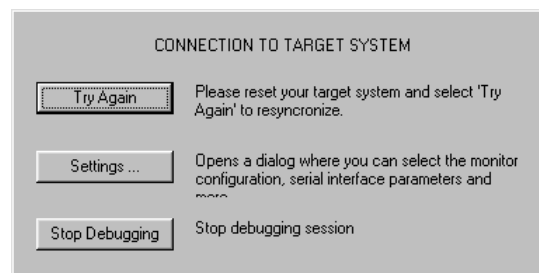 CONNECTION TO TARGET SYSTEM
Try Again
Please reset your target system and select 'Try
Again' to resyncronize.
Settings ...
Opens a dialog where you can select the monitor
configuration, serial interface parameters and
more
Stop Debugging
Stop debugging session